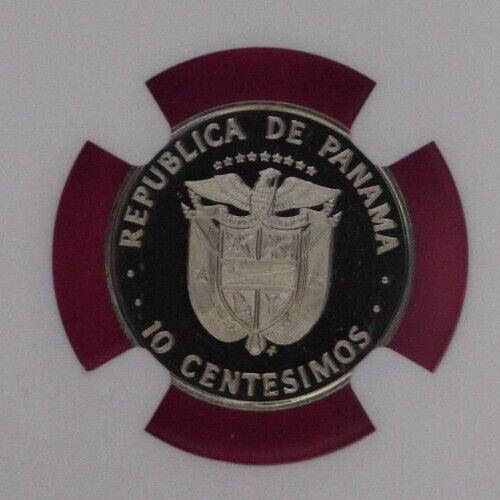 REPUBLICA DE PANAMA
10 CENTESIMOS